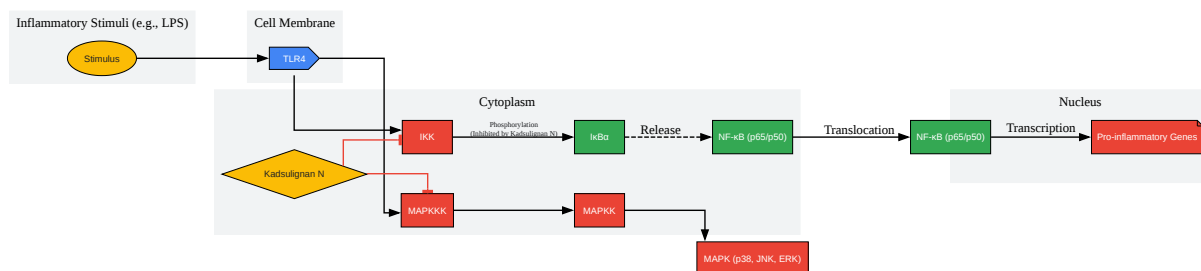 Inflammatory Stimuli (e.g., LPS)
Stimulus
Cell Membrane
TLR4
Cytoplasm
IKK
Phosphorylation
(Inhibited by Kadsulignan N)
IκBα
Release
NF-κB (p65/p50)
Translocation
Nucleus
NF-κB (p65/p50)
Transcription
Pro-inflammatory Genes
Kadsulignan N
MAPKKK
MAPKK
MAPK (p38, JNK, ERK)